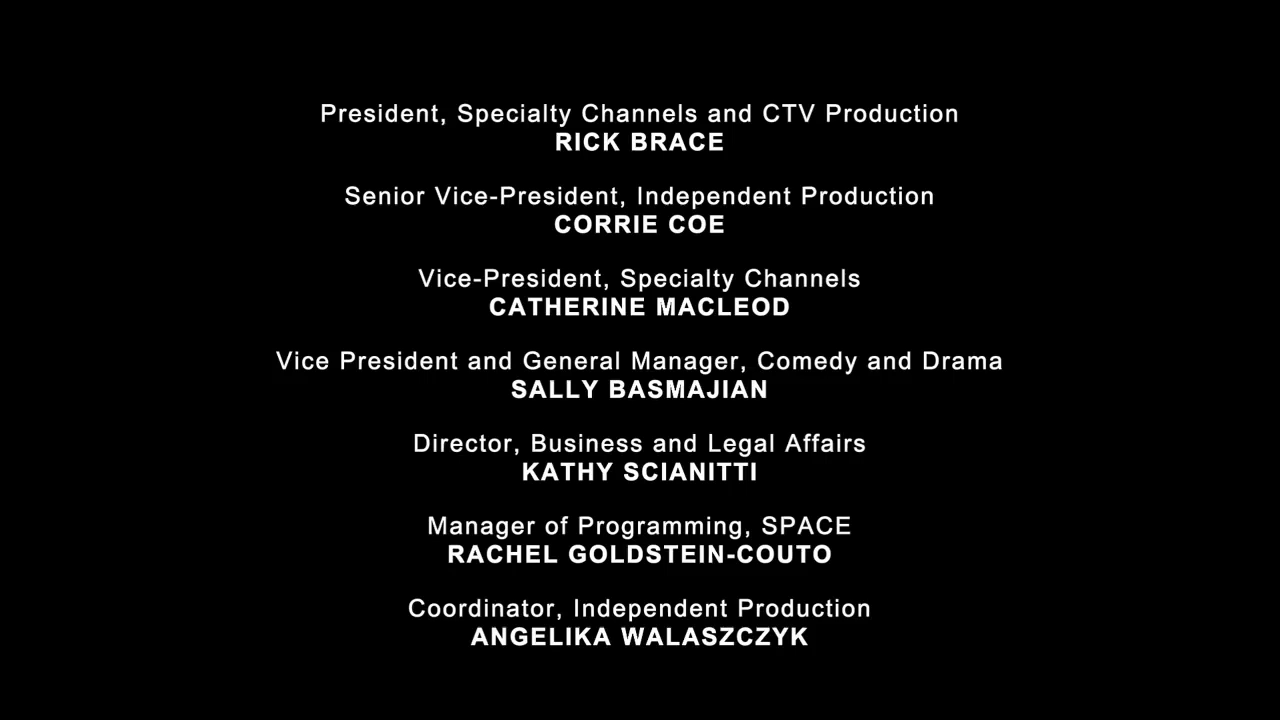 President, Specialty Channels and CTV Production
RICK BRACE
Senior Vice-President, Independent Production
CORRIE COE
Vice-President, Specialty Channels
CATHERINE MACLEOD
Vice President and General Manager, Comedy and Drama
SALLY BASMAJIAN
Director, Business and Legal Affairs
KATHY SCIANITTI
Manager of Programming, SPACE
RACHEL GOLDSTEIN-COUTO
Coordinator, Independent Production
ANGELIKA WALASZCZYK